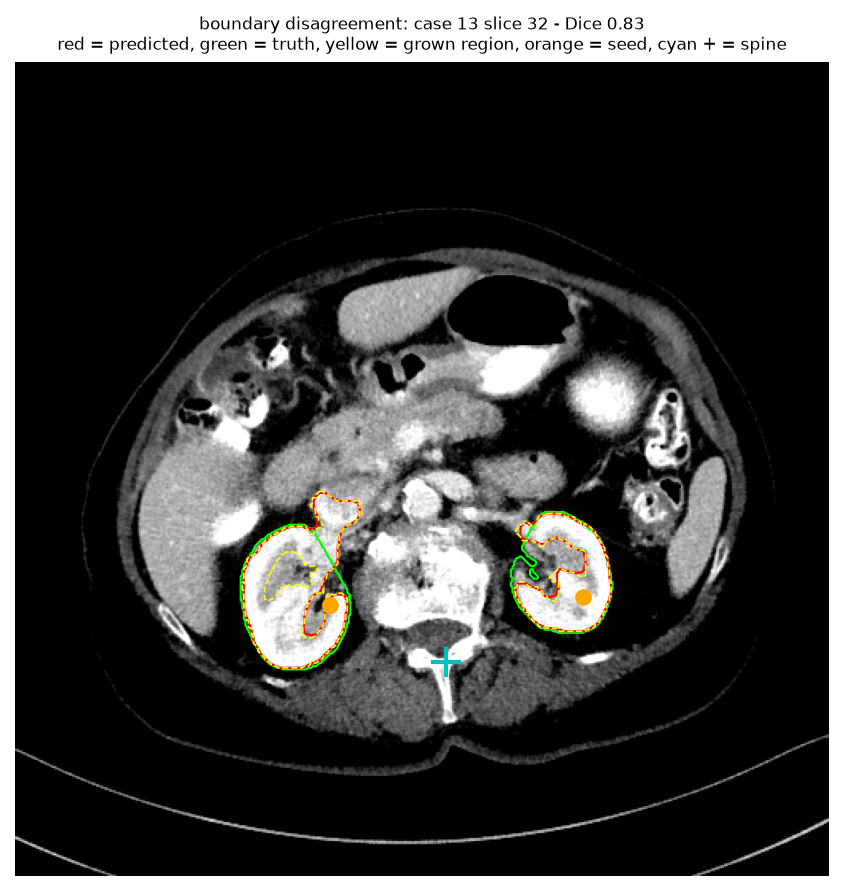 boundary disagreement: case 13 slice 32 - Dice 0.83
red = predicted, green = truth, yellow = grown region, orange = seed, cyan + = spine